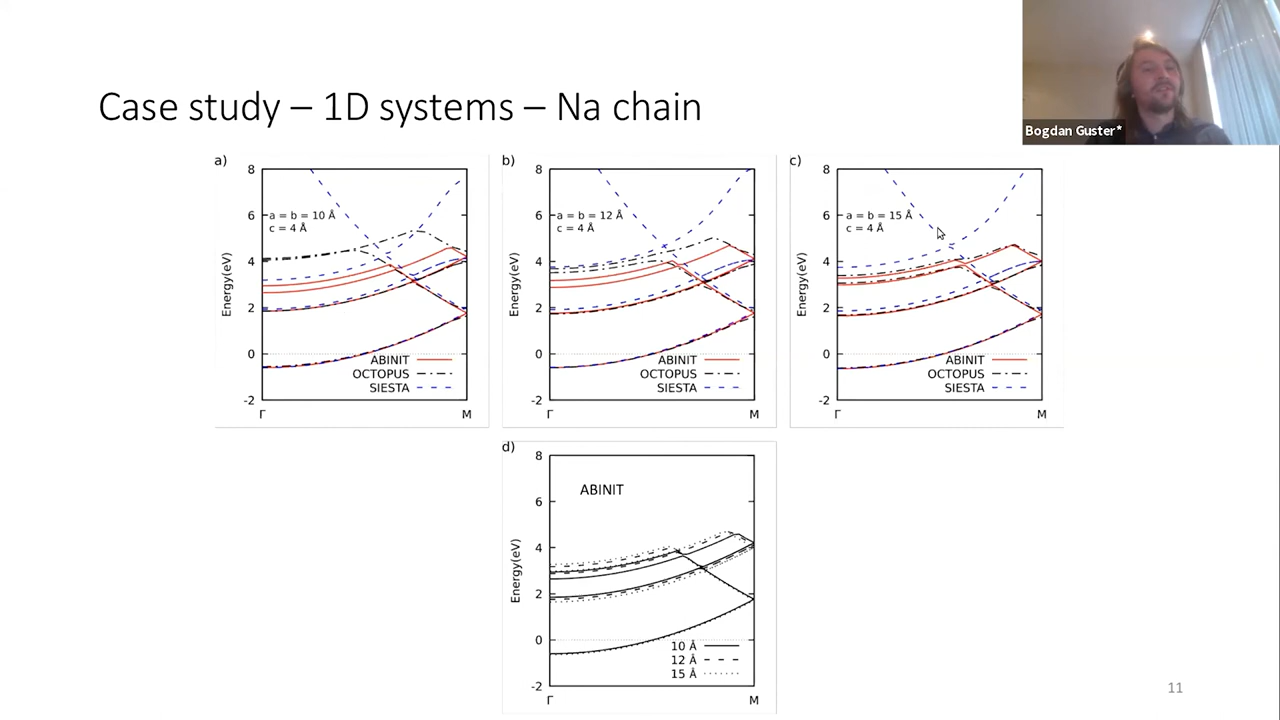 Case study – 1D systems – Na chain
Bogdan Guster*
a)
8
6
4
2
0
-2
Energy(eV)
a = b = 10 Å
c = 4 Å
ABINIT
OCTOPUS
SIESTA
Γ
M
b)
8
6
4
2
0
-2
Energy(eV)
a = b = 12 Å
c = 4 Å
ABINIT
OCTOPUS
SIESTA
Γ
M
c)
8
6
4
2
0
-2
Energy(eV)
a = b = 15 Å
c = 4 Å
ABINIT
OCTOPUS
SIESTA
Γ
M
d)
8
6
4
2
0
-2
Energy(eV)
ABINIT
10 Å
12 Å
15 Å
Γ
M
11